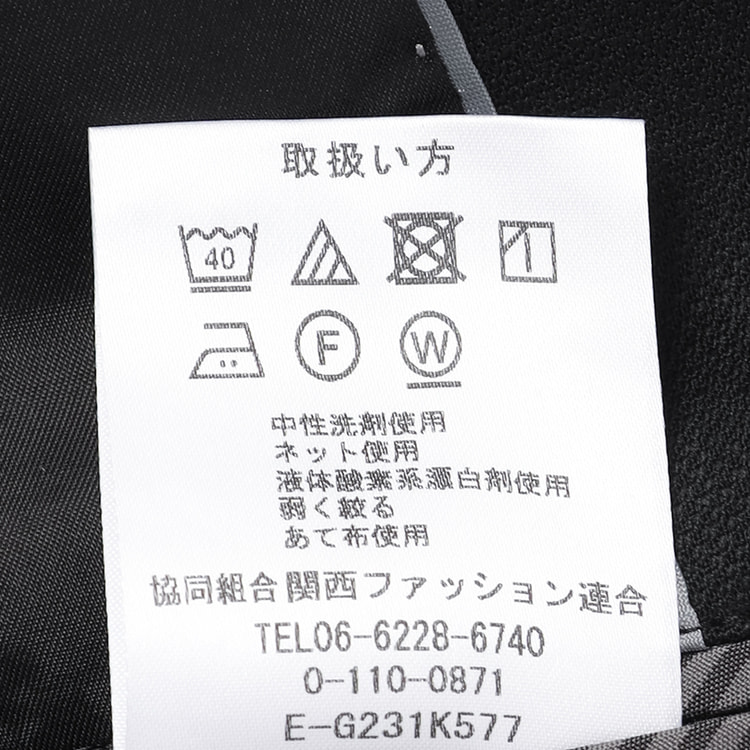 取扱い方
40
F W
中性洗剤使用
ネット使用
液体酸素系漂白剤使用
弱く絞る
あて布使用
協同組合関西ファッション連合
TEL06-6228-6740
0-110-0871
E-G231K577